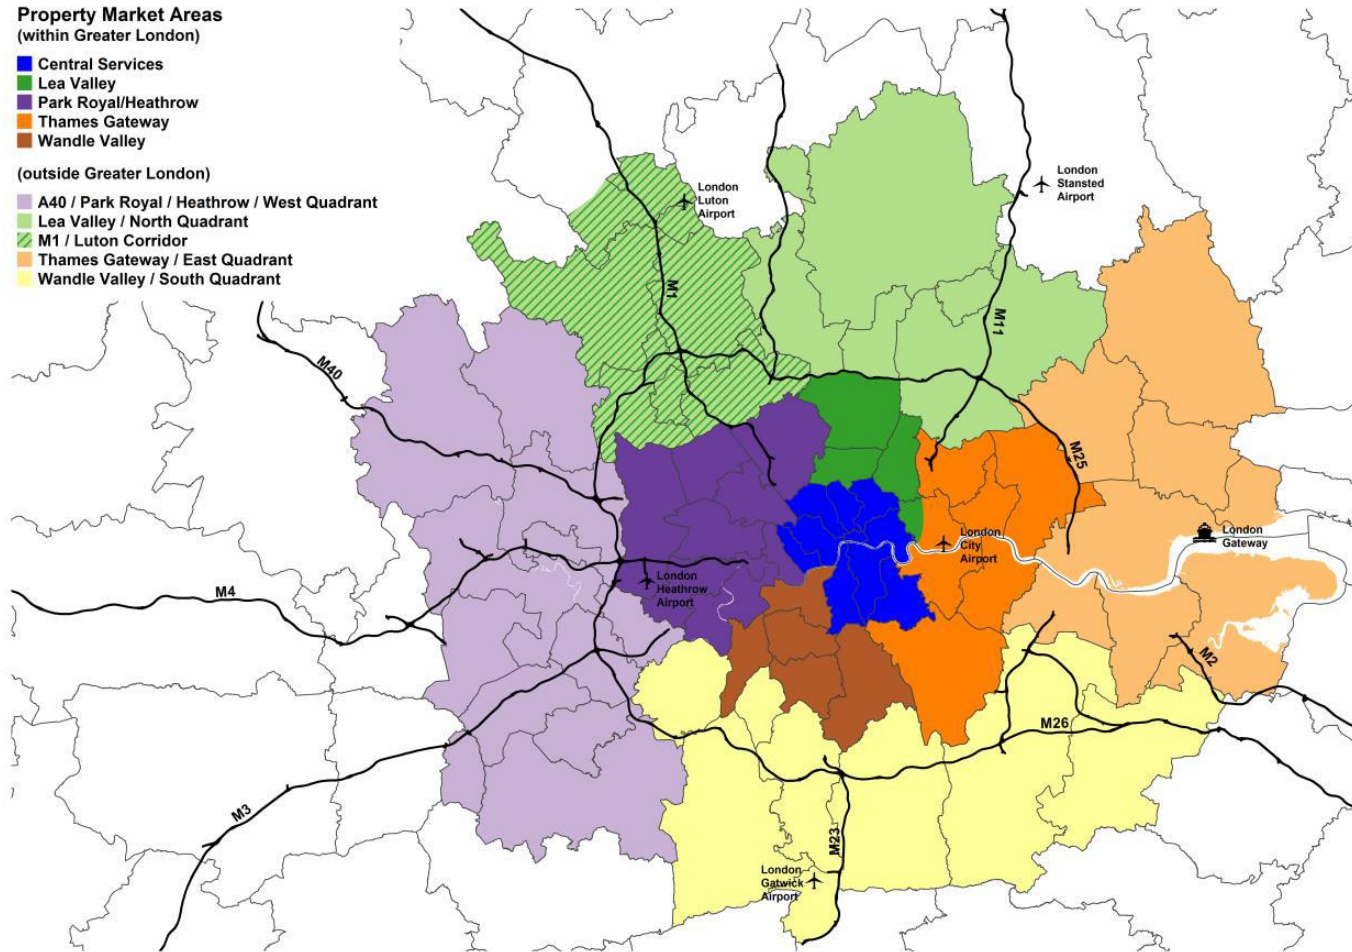 Property Market Areas
(within Greater London)
Central Services
Lea Valley
Park Royal/Heathrow
Thames Gateway
Wandle Valley
(outside Greater London)
A40 / Park Royal / Heathrow / West Quadrant
Lea Valley / North Quadrant
M1 / Luton Corridor
Thames Gateway / East Quadrant
Wandle Valley / South Quadrant
London
Luton
Airport
London
Stansted
Airport
M1
M11
M40
M25
London
Gateway
London
City
Airport
London
Heathrow
Airport
M4
M2
M26
M3
M23
London
Gatwick
Airport